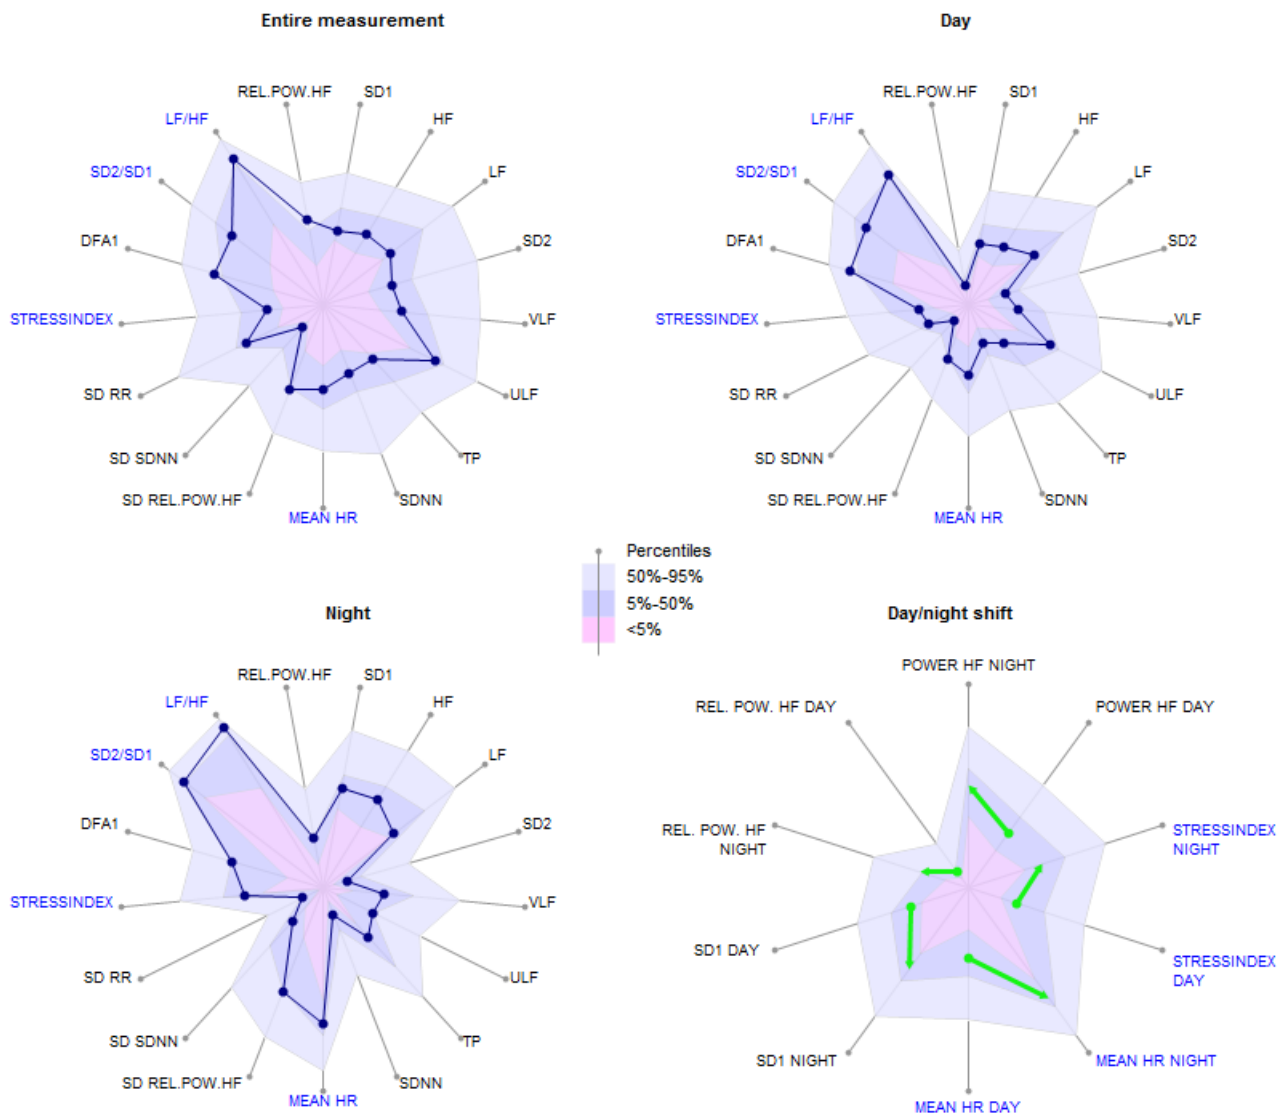 Entire measurement
REL.POW.HF
SD1
LF/HF
HF
SD2/SD1
LF
DFA1
SD2
STRESSINDEX
VLF
SD RR
ULF
SD SDNN
TP
SD REL.POW.HF
SDNN
MEAN HR
Day
REL.POW.HF
SD1
LF/HF
HF
SD2/SD1
LF
DFA1
SD2
STRESSINDEX
VLF
SD RR
ULF
SD SDNN
TP
SD REL.POW.HF
SDNN
MEAN HR
Percentiles
50%-95%
5%-50%
<5%
Night
REL.POW.HF
SD1
LF/HF
HF
SD2/SD1
LF
DFA1
SD2
STRESSINDEX
VLF
SD RR
ULF
SD SDNN
TP
SD REL.POW.HF
SDNN
MEAN HR
Day/night shift
POWER HF NIGHT
REL. POW. HF DAY
POWER HF DAY
REL. POW. HF
NIGHT
STRESSINDEX
NIGHT
SD1 DAY
STRESSINDEX
DAY
SD1 NIGHT
MEAN HR NIGHT
MEAN HR DAY